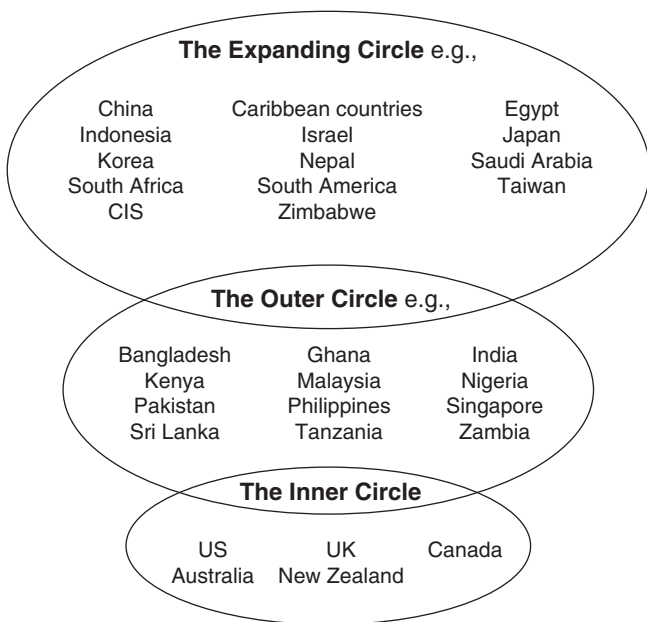 The Expanding Circle e.g.,
China Caribbean countries Egypt
Indonesia Israel Japan
Korea Nepal Saudi Arabia
South Africa South America Taiwan
CIS Zimbabwe
The Outer Circle e.g.,
Bangladesh Ghana India
Kenya Malaysia Nigeria
Pakistan Philippines Singapore
Sri Lanka Tanzania Zambia
The Inner Circle
US UK Canada
Australia New Zealand